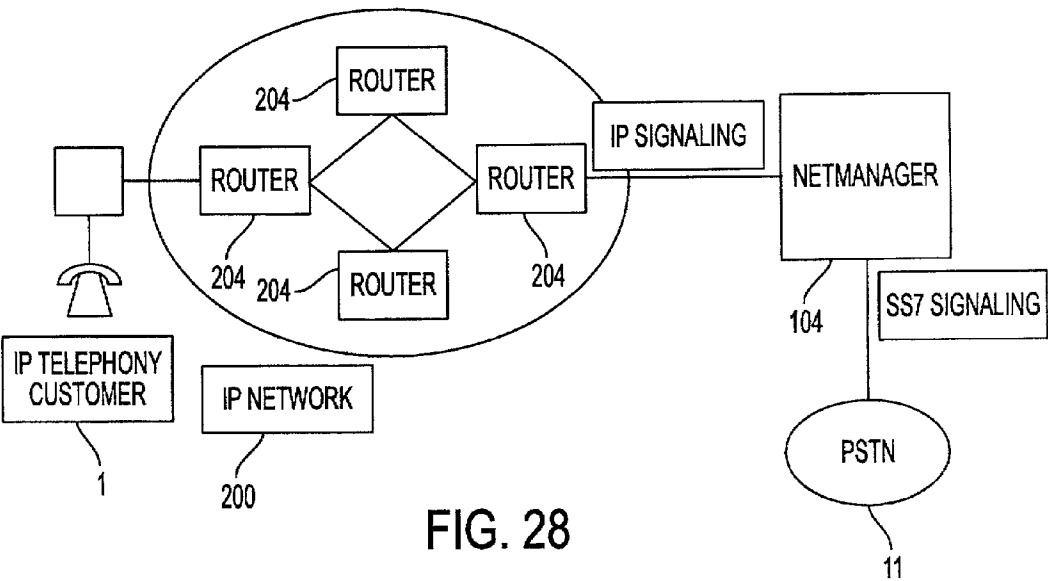 ROUTER
204
IP SIGNALING
NETMANAGER
ROUTER
ROUTER
204
204
ROUTER
204
104
SS7 SIGNALING
IP TELEPHONY
CUSTOMER
IP NETWORK
PSTN
1
200
11
FIG. 28